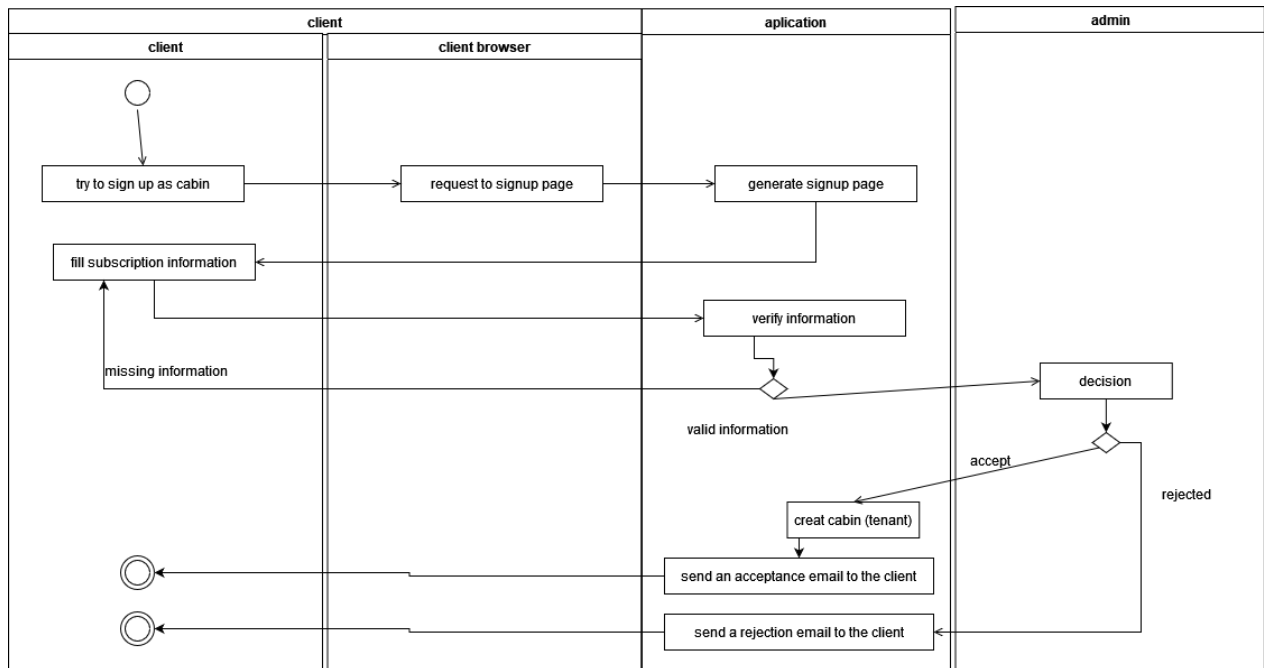 client
aplication
admin
client
client browser
try to sign up as cabin
request to signup page
generate signup page
fill subscription information
verify information
missing information
decision
valid information
accept
rejected
creat cabin (tenant)
send an acceptance email to the client
send a rejection email to the client